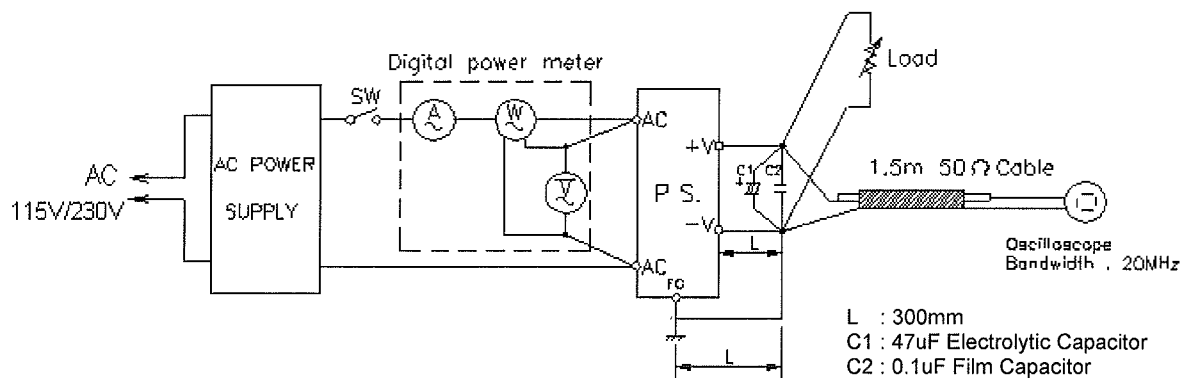 Digital power meter
SW
A
W
V
AC POWER
SUPPLY
AC
115V/230V
AC
AC
P S.
+V
-V
FG
C1
+
C2
L
L
Load
1.5m 50Ω Cable
Oscilloscope
Bandwidth . 20MHz
L : 300mm
C1 : 47uF Electrolytic Capacitor
C2 : 0.1uF Film Capacitor